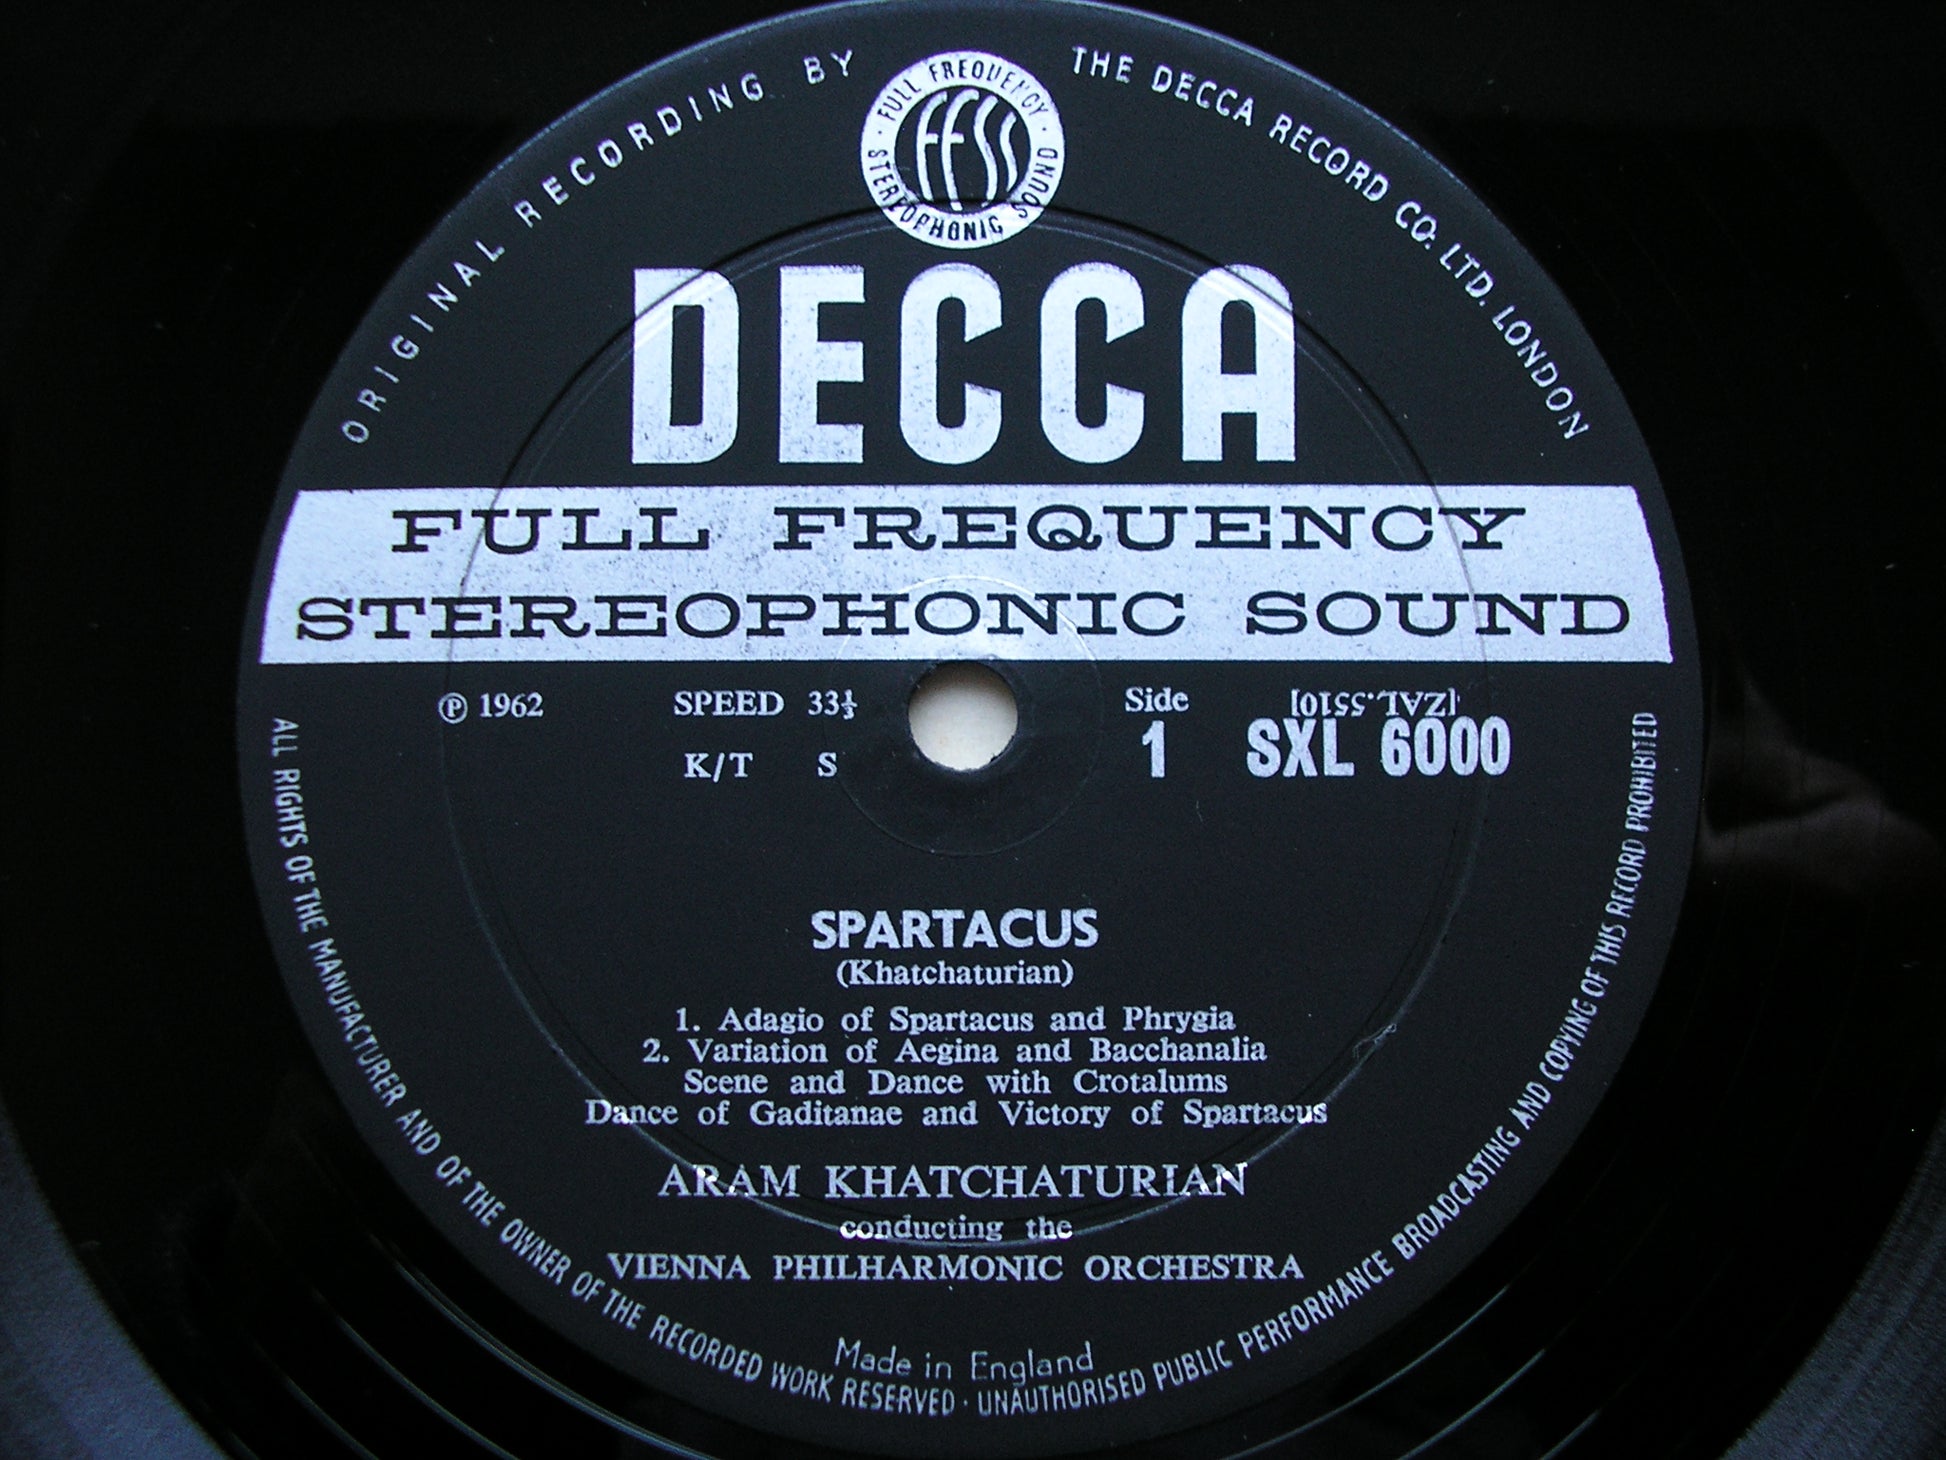 ORIGINAL RECORDING BY THE DECCA RECORD CO. LTD. LONDON
FULL FREQUENCY
STEREOPHONIC SOUND
FFSS
DECCA
FULL FREQUENCY
STEREOPHONIC SOUND
Ⓟ 1962 SPEED 33⅓ Side [ZAL.5510]
K/T S 1 SXL 6000
SPARTACUS
(Khatchaturian)
1. Adagio of Spartacus and Phrygia
2. Variation of Aegina and Bacchanalia
Scene and Dance with Crotalums
Dance of Gaditanae and Victory of Spartacus
ARAM KHATCHATURIAN
conducting the
VIENNA PHILHARMONIC ORCHESTRA
Made in England
ALL RIGHTS OF THE MANUFACTURER AND OF THE OWNER OF THE RECORDED WORK RESERVED · UNAUTHORISED PUBLIC PERFORMANCE BROADCASTING AND COPYING OF THIS RECORD PROHIBITED